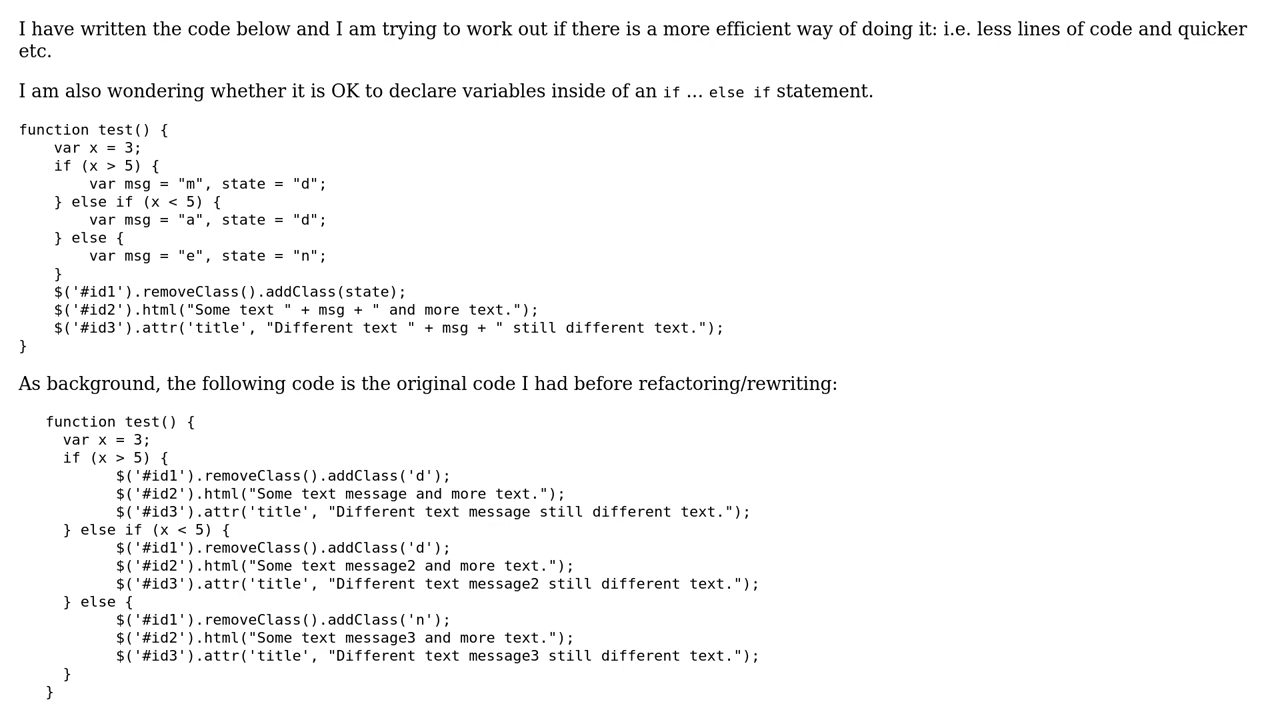 I have written the code below and I am trying to work out if there is a more efficient way of doing it: i.e. less lines of code and quicker
etc.
I am also wondering whether it is OK to declare variables inside of an if ... else if statement.
function test() {
    var x = 3;
    if (x > 5) {
        var msg = "m", state = "d";
    } else if (x < 5) {
        var msg = "a", state = "d";
    } else {
        var msg = "e", state = "n";
    }
    $('#id1').removeClass().addClass(state);
    $('#id2').html("Some text " + msg + " and more text.");
    $('#id3').attr('title', "Different text " + msg + " still different text.");
}
As background, the following code is the original code I had before refactoring/rewriting:
   function test() {
     var x = 3;
     if (x > 5) {
           $('#id1').removeClass().addClass('d');
           $('#id2').html("Some text message and more text.");
           $('#id3').attr('title', "Different text message still different text.");
     } else if (x < 5) {
           $('#id1').removeClass().addClass('d');
           $('#id2').html("Some text message2 and more text.");
           $('#id3').attr('title', "Different text message2 still different text.");
     } else {
           $('#id1').removeClass().addClass('n');
           $('#id2').html("Some text message3 and more text.");
           $('#id3').attr('title', "Different text message3 still different text.");
     }
   }